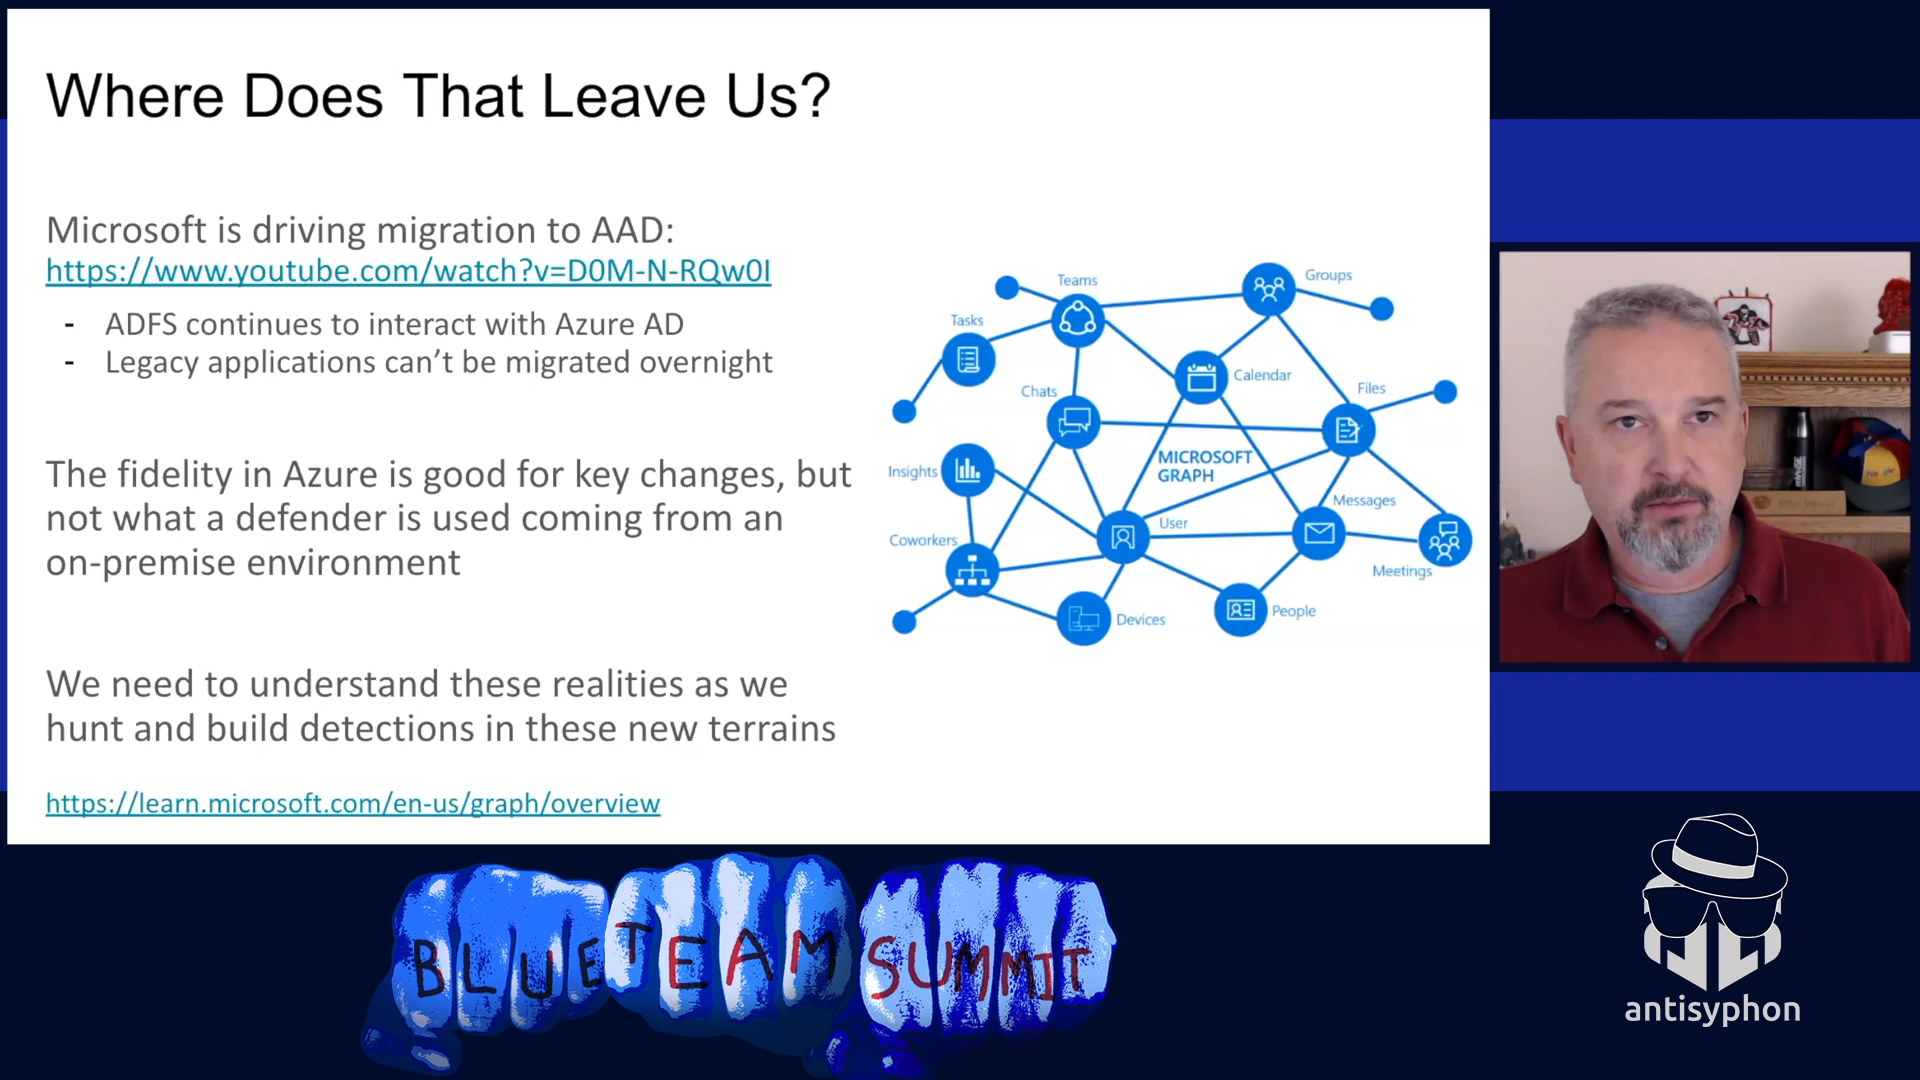 Where Does That Leave Us?
Microsoft is driving migration to AAD:
https://www.youtube.com/watch?v=D0M-N-RQw0I
- ADFS continues to interact with Azure AD
- Legacy applications can’t be migrated overnight
The fidelity in Azure is good for key changes, but
not what a defender is used coming from an
on-premise environment
We need to understand these realities as we
hunt and build detections in these new terrains
https://learn.microsoft.com/en-us/graph/overview
Teams
Groups
Tasks
Calendar
Chats
Files
MICROSOFT
GRAPH
Insights
Messages
User
Coworkers
Meetings
Devices
People
BLUE TEAM SUMMIT
antisyphon